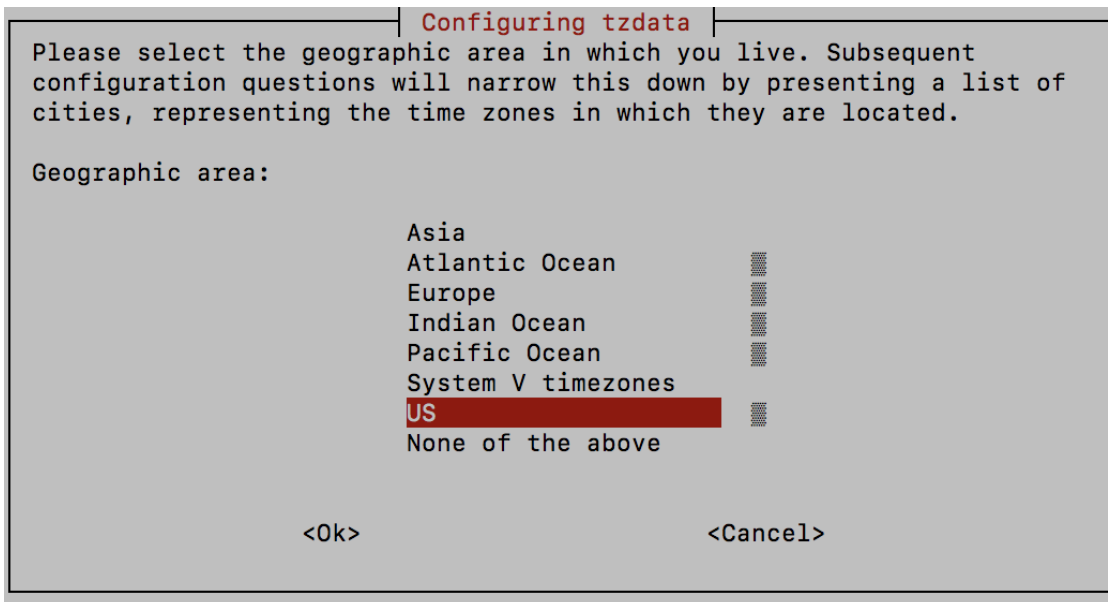 Configuring tzdata
Please select the geographic area in which you live. Subsequent
configuration questions will narrow this down by presenting a list of
cities, representing the time zones in which they are located.
Geographic area:
Asia
Atlantic Ocean
Europe
Indian Ocean
Pacific Ocean
System V timezones
US
None of the above
<Ok> <Cancel>